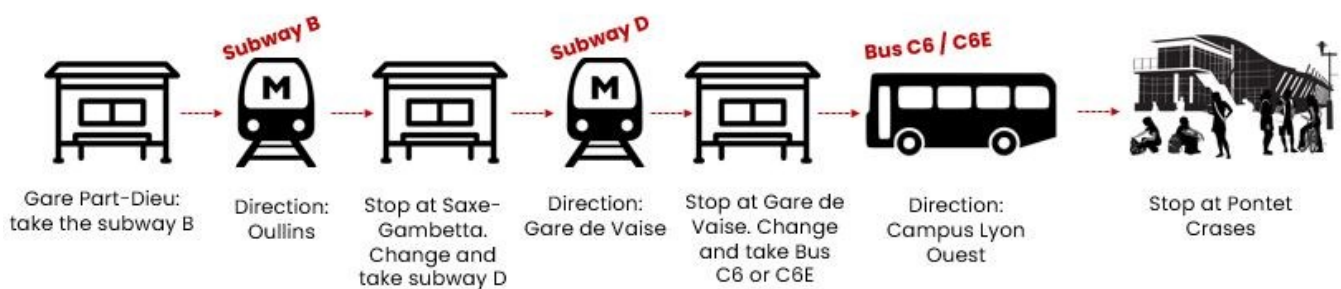 Subway B
Subway D
Bus C6 / C6E
M
M
Gare Part-Dieu:
take the subway B
Direction:
Oullins
Stop at Saxe-
Gambetta.
Change and
take subway D
Direction:
Gare de Vaise
Stop at Gare de
Vaise. Change
and take Bus
C6 or C6E
Direction:
Campus Lyon
Ouest
Stop at Pontet
Crases